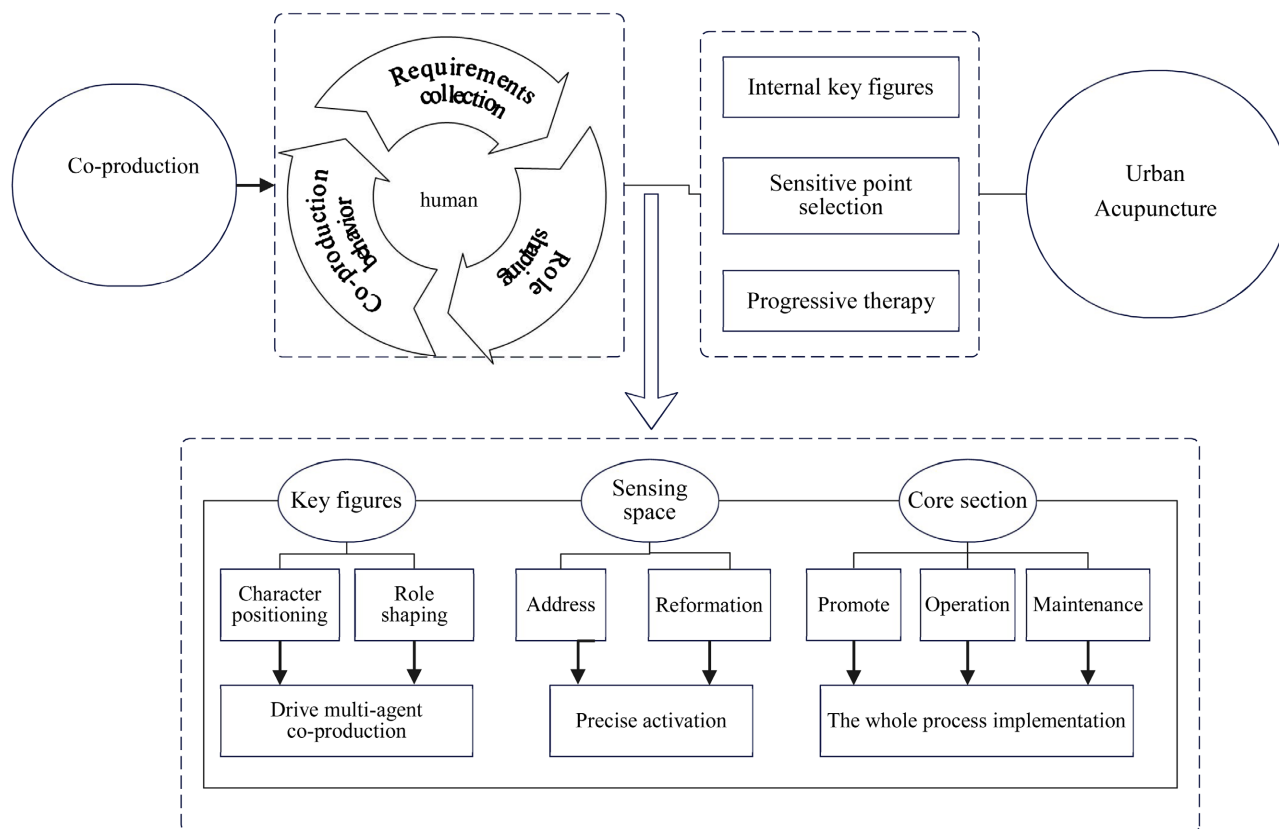 Co-production
Requirements
collection
human
Co-production
behavior
Role
shaping
Internal key figures
Sensitive point
selection
Progressive therapy
Urban
Acupuncture
Key figures
Sensing
space
Core section
Character
positioning
Role
shaping
Address
Reformation
Promote
Operation
Maintenance
Drive multi-agent
co-production
Precise activation
The whole process implementation